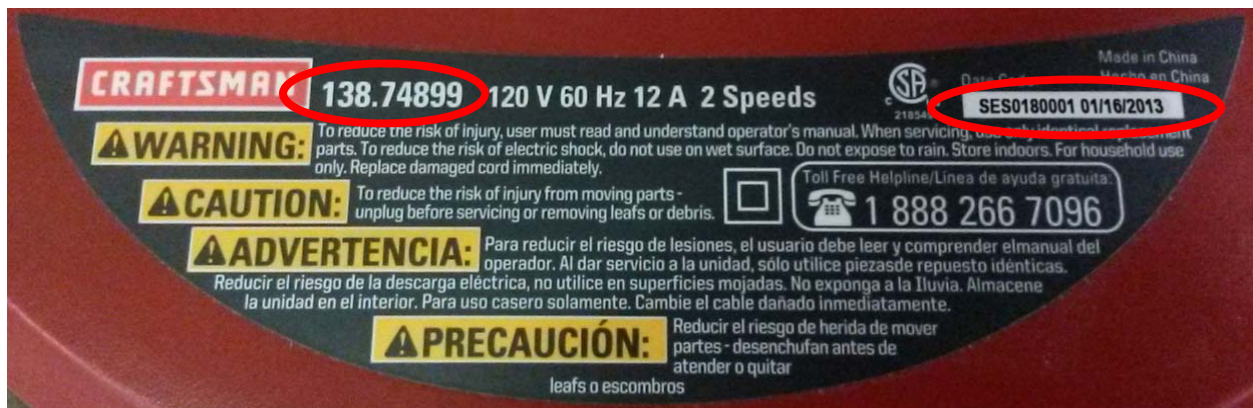 CRAFTSMAN 138.74899 120 V 60 Hz 12 A 2 Speeds
Made in China
Date Code Hecho en China
SES0180001 01/16/2013
WARNING: To reduce the risk of injury, user must read and understand operator's manual. When servicing, use only identical replacement
parts. To reduce the risk of electric shock, do not use on wet surface. Do not expose to rain. Store indoors. For household use
only. Replace damaged cord immediately.
CAUTION: To reduce the risk of injury from moving parts -
unplug before servicing or removing leafs or debris.
Toll Free Helpline/Linea de ayuda gratuita:
1 888 266 7096
ADVERTENCIA: Para reducir el riesgo de lesiones, el usuario debe leer y comprender elmanual del
operador. Al dar servicio a la unidad, sólo utilice piezasde repuesto idénticas.
Reducir el riesgo de la descarga eléctrica, no utilice en superficies mojadas. No exponga a la Iluvia. Almacene
la unidad en el interior. Para uso casero solamente. Cambie el cable dañado inmediatamente.
PRECAUCIÓN: Reducir el riesgo de herida de mover
partes - desenchufan antes de
atender o quitar
leafs o escombros